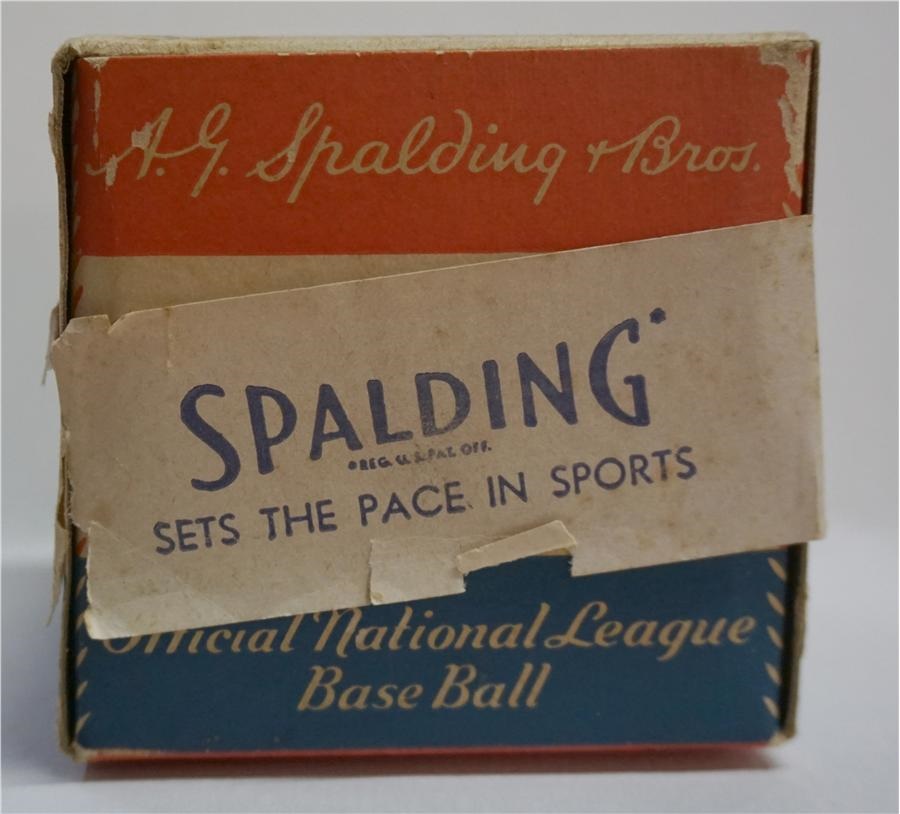 A. G. Spalding + Bros.
SPALDING*
*REG. U.S. PAT. OFF.
SETS THE PACE IN SPORTS
Official National League
Base Ball